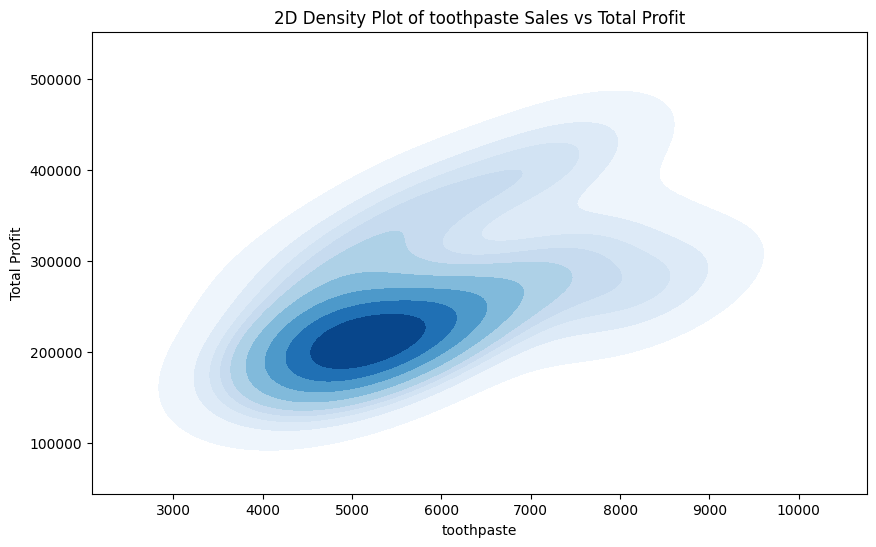 2D Density Plot of toothpaste Sales vs Total Profit
500000
400000
300000
200000
100000
Total Profit
3000 4000 5000 6000 7000 8000 9000 10000
toothpaste